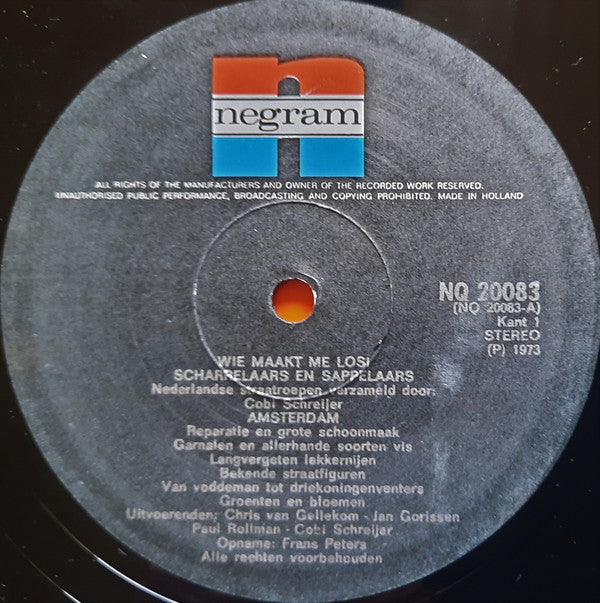 negram
ALL RIGHTS OF THE MANUFACTURERS AND OWNER OF THE RECORDED WORK RESERVED.
UNAUTHORISED PUBLIC PERFORMANCE, BROADCASTING AND COPYING PROHIBITED. MADE IN HOLLAND
NQ 20083
(NQ 20083-A)
Kant 1
STEREO
(P) 1973
WIE MAAKT ME LOS!
SCHARRELAARS EN SAPPELAARS
Nederlandse straatroepen verzameld door:
Cobi Schreijer
AMSTERDAM
Reparatie en grote schoonmaak
Garnalen en allerhande soorten vis
Langvergeten lekkernijen
Bekende straatfiguren
Van voddeman tot driekoningenventers
Groenten en bloemen
Uitvoerenden: Chris van Gellekom - Jan Gorissen
Paul Rollman - Cobi Schreijer
Opname: Frans Peters
Alle rechten voorbehouden